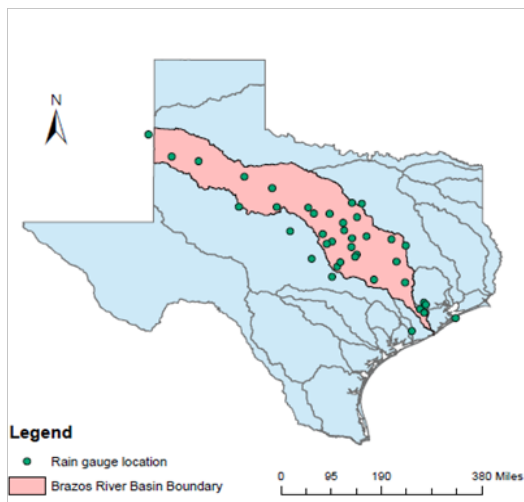 N
Legend
Rain gauge location
Brazos River Basin Boundary
0 95 190 380 Miles